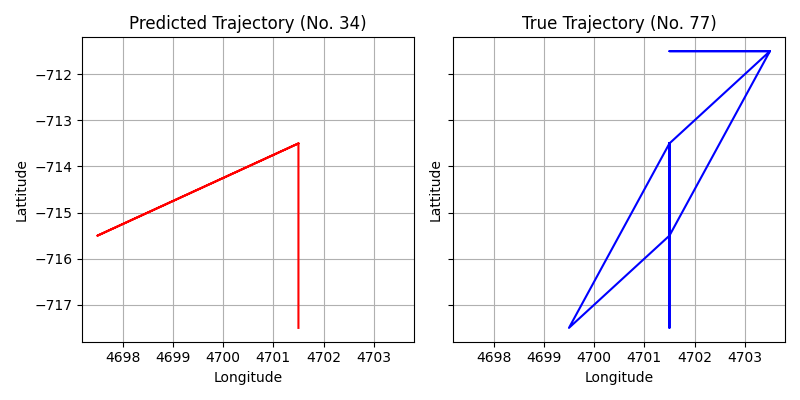 Predicted Trajectory (No. 34)
True Trajectory (No. 77)
Lattitude
−712
−713
−714
−715
−716
−717
4698 4699 4700 4701 4702 4703
Longitude
Lattitude
4698 4699 4700 4701 4702 4703
Longitude